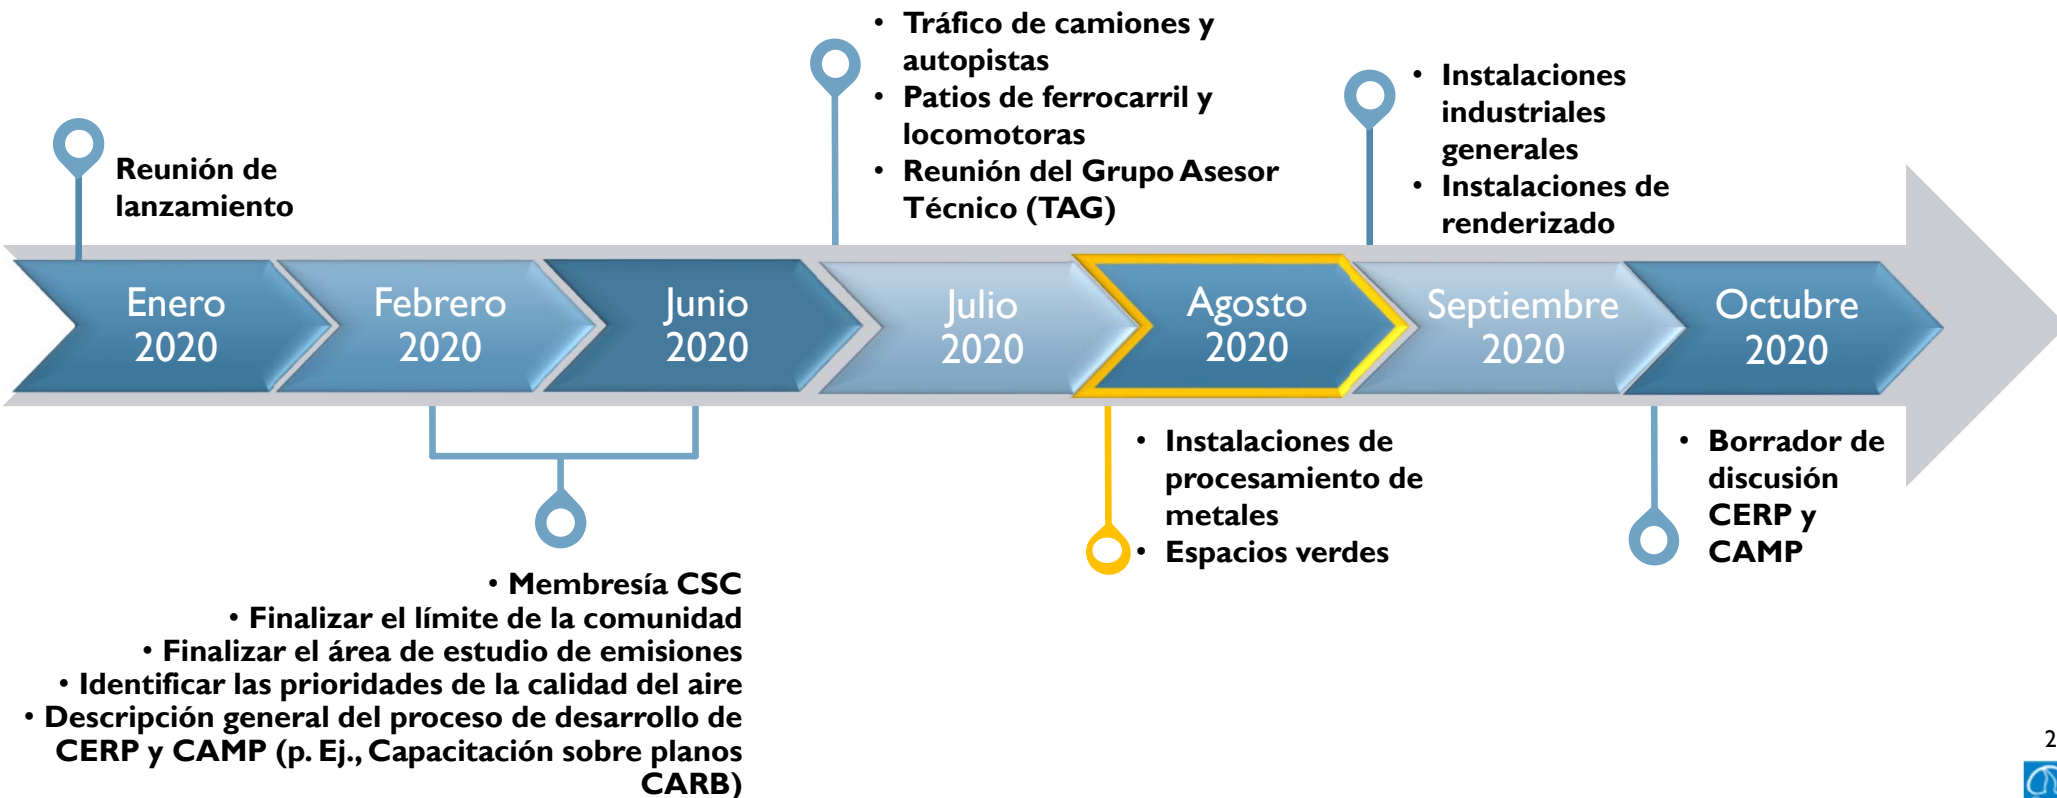 • Tráfico de camiones y
autopistas
• Patios de ferrocarril y
locomotoras
• Reunión del Grupo Asesor
Técnico (TAG)
• Instalaciones
industriales
generales
• Instalaciones de
renderizado
Reunión de
lanzamiento
Enero
2020
Febrero
2020
Junio
2020
Julio
2020
Agosto
2020
Septiembre
2020
Octubre
2020
• Instalaciones de
procesamiento de
metales
• Espacios verdes
• Borrador de
discusión
CERP y
CAMP
• Membresía CSC
• Finalizar el límite de la comunidad
• Finalizar el área de estudio de emisiones
• Identificar las prioridades de la calidad del aire
• Descripción general del proceso de desarrollo de
CERP y CAMP (p. Ej., Capacitación sobre planos
CARB)
2